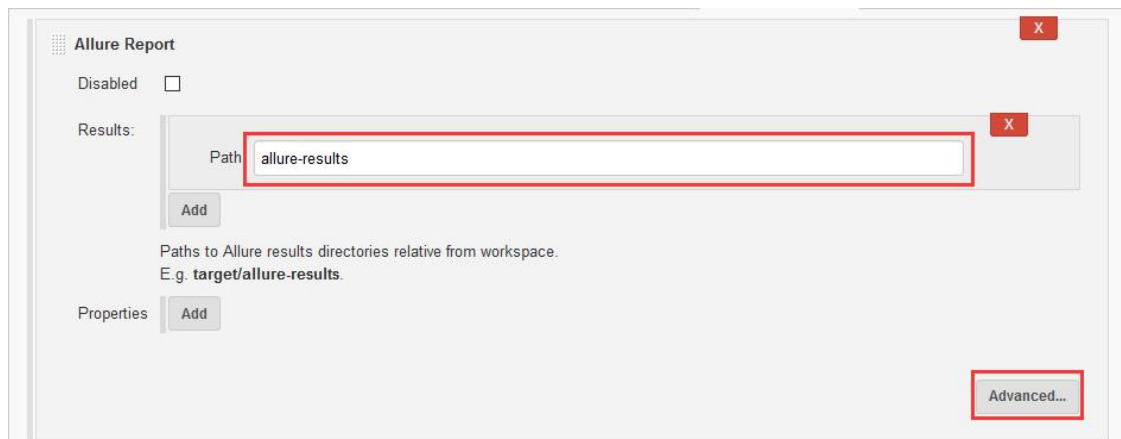 X
Allure Report
Disabled
Results:
X
Path allure-results
Add
Paths to Allure results directories relative from workspace.
E.g. target/allure-results.
Properties Add
Advanced...